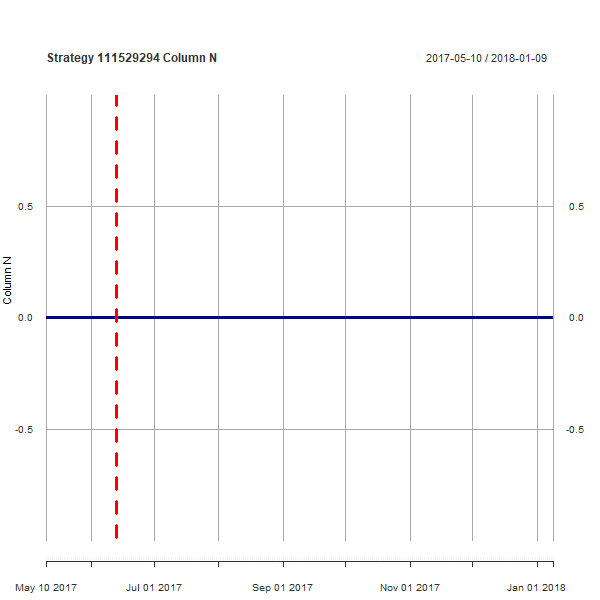 Strategy 111529294 Column N
2017-05-10 / 2018-01-09
0.5
0.5
Column N
0.0
0.0
-0.5
-0.5
May 10 2017
Jul 01 2017
Sep 01 2017
Nov 01 2017
Jan 01 2018